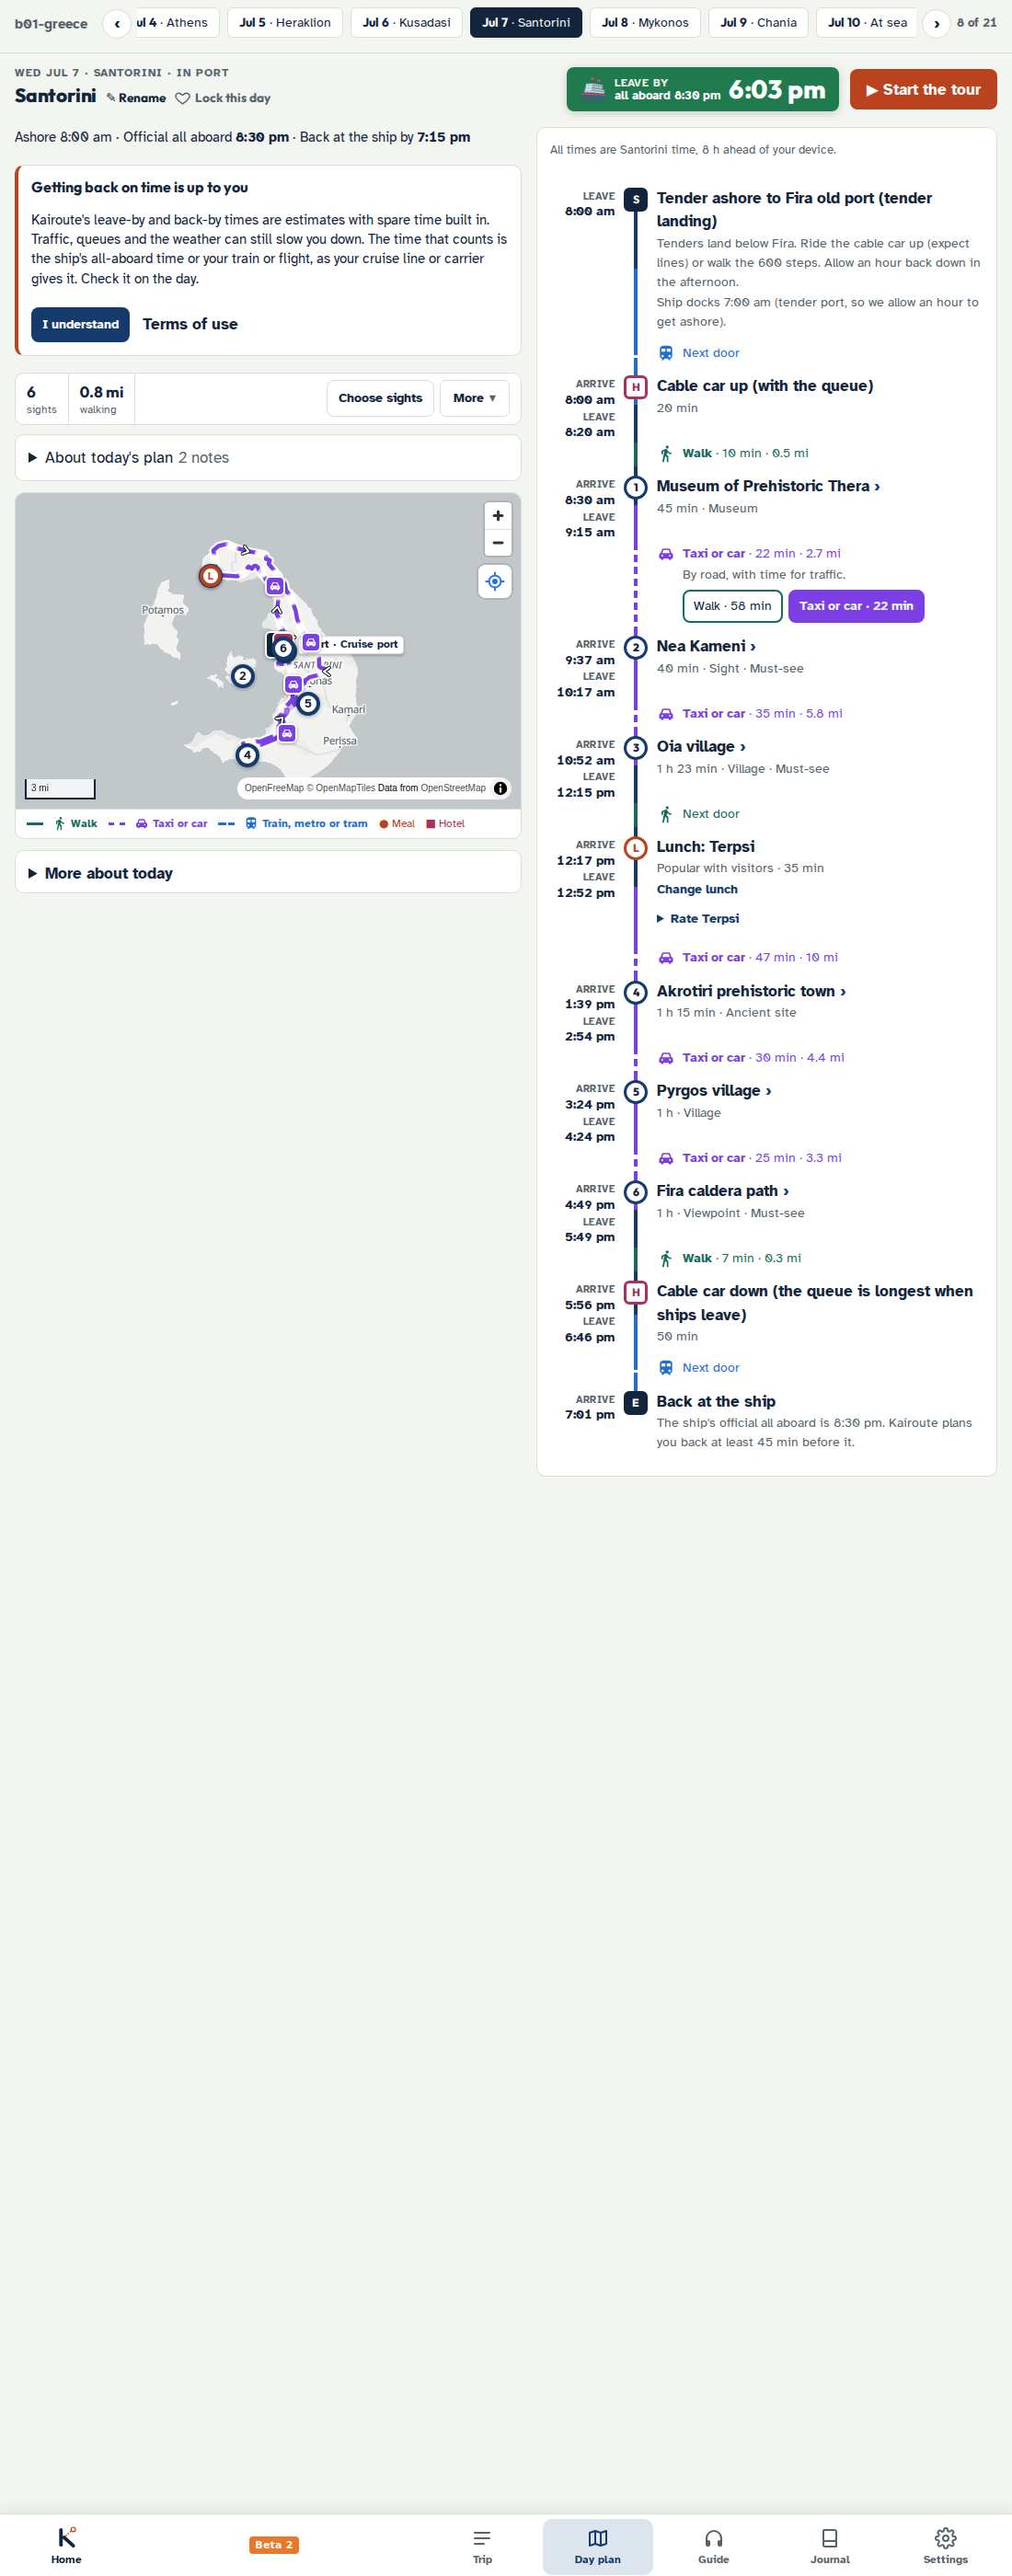 b01-greece
‹
ul 4 · Athens
Jul 5 · Heraklion
Jul 6 · Kusadasi
Jul 7 · Santorini
Jul 8 · Mykonos
Jul 9 · Chania
Jul 10 · At sea
›
8 of 21
WED JUL 7 · SANTORINI · IN PORT
Santorini ✎ Rename Lock this day
LEAVE BY
all aboard 8:30 pm
6:03 pm
▶ Start the tour
Ashore 8:00 am · Official all aboard 8:30 pm · Back at the ship by 7:15 pm
Getting back on time is up to you
Kairoute's leave-by and back-by times are estimates with spare time built in.
Traffic, queues and the weather can still slow you down. The time that counts is
the ship's all-aboard time or your train or flight, as your cruise line or carrier
gives it. Check it on the day.
I understand
Terms of use
6
sights
0.8 mi
walking
Choose sights
More ▼
▶ About today's plan 2 notes
+
−
Potamos
L
6
rt · Cruise port
SANTORINI
2
onas
5
Kamari
Perissa
4
3 mi
OpenFreeMap © OpenMapTiles Data from OpenStreetMap
Walk
Taxi or car
Train, metro or tram
Meal
Hotel
▶ More about today
All times are Santorini time, 8 h ahead of your device.
LEAVE
8:00 am
S
Tender ashore to Fira old port (tender
landing)
Tenders land below Fira. Ride the cable car up (expect
lines) or walk the 600 steps. Allow an hour back down in
the afternoon.
Ship docks 7:00 am (tender port, so we allow an hour to
get ashore).
Next door
ARRIVE
8:00 am
LEAVE
8:20 am
H
Cable car up (with the queue)
20 min
Walk · 10 min · 0.5 mi
ARRIVE
8:30 am
LEAVE
9:15 am
1
Museum of Prehistoric Thera ›
45 min · Museum
Taxi or car · 22 min · 2.7 mi
By road, with time for traffic.
Walk · 58 min
Taxi or car · 22 min
ARRIVE
9:37 am
LEAVE
10:17 am
2
Nea Kameni ›
40 min · Sight · Must-see
Taxi or car · 35 min · 5.8 mi
ARRIVE
10:52 am
LEAVE
12:15 pm
3
Oia village ›
1 h 23 min · Village · Must-see
Next door
ARRIVE
12:17 pm
LEAVE
12:52 pm
L
Lunch: Terpsi
Popular with visitors · 35 min
Change lunch
▶ Rate Terpsi
Taxi or car · 47 min · 10 mi
ARRIVE
1:39 pm
LEAVE
2:54 pm
4
Akrotiri prehistoric town ›
1 h 15 min · Ancient site
Taxi or car · 30 min · 4.4 mi
ARRIVE
3:24 pm
LEAVE
4:24 pm
5
Pyrgos village ›
1 h · Village
Taxi or car · 25 min · 3.3 mi
ARRIVE
4:49 pm
LEAVE
5:49 pm
6
Fira caldera path ›
1 h · Viewpoint · Must-see
Walk · 7 min · 0.3 mi
ARRIVE
5:56 pm
LEAVE
6:46 pm
H
Cable car down (the queue is longest when
ships leave)
50 min
Next door
ARRIVE
7:01 pm
E
Back at the ship
The ship's official all aboard is 8:30 pm. Kairoute plans
you back at least 45 min before it.
Home
Beta 2
Trip
Day plan
Guide
Journal
Settings